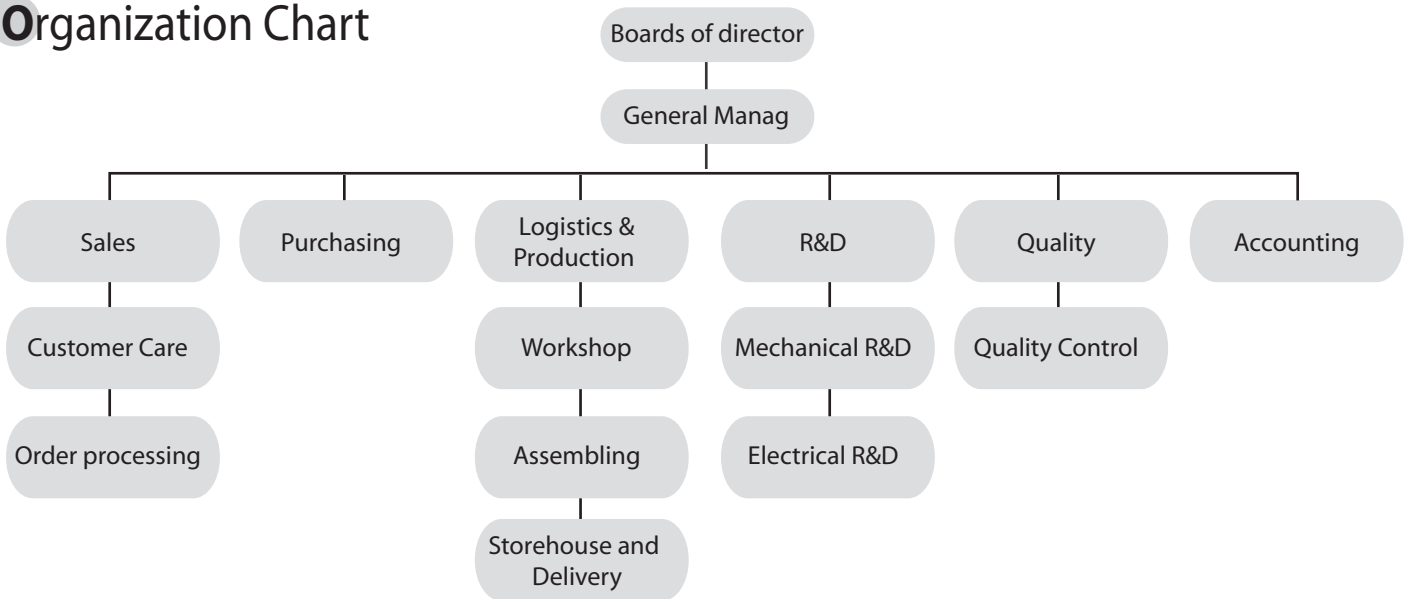 Organization Chart
Boards of director
General Manag
Sales
Purchasing
Logistics &
Production
R&D
Quality
Accounting
Customer Care
Workshop
Mechanical R&D
Quality Control
Order processing
Assembling
Electrical R&D
Storehouse and
Delivery